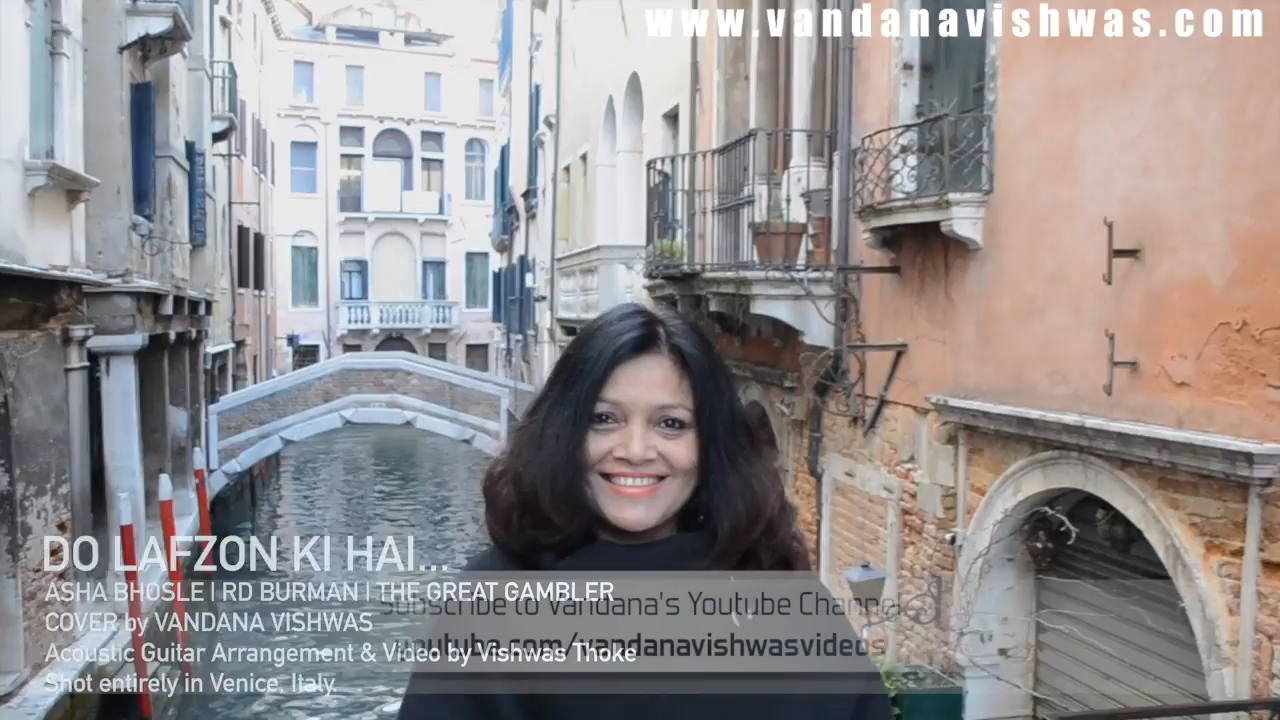 www.vandanavishwas.com
DO LAFZON KI HAI...
ASHA BHOSLE | RD BURMAN | THE GREAT GAMBLER
Subscribe to Vandana's Youtube Channel
COVER by VANDANA VISHWAS
youtube.com/vandanavishwasvideos
Acoustic Guitar Arrangement & Video by Vishwas Thoke
Shot entirely in Venice, Italy.